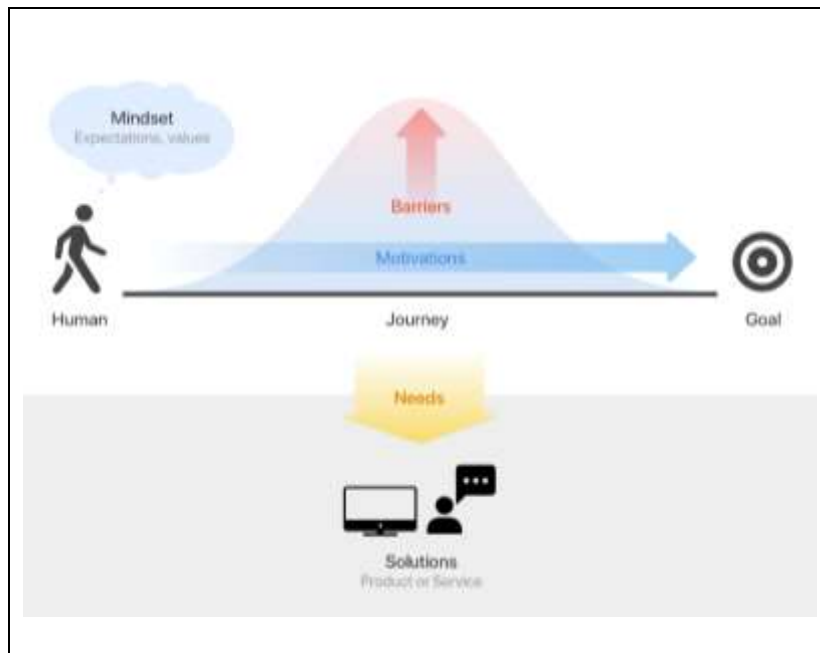 Mindset
Expectations, values
Barriers
Motivations
Human
Journey
Goal
Needs
Solutions
Product or Service